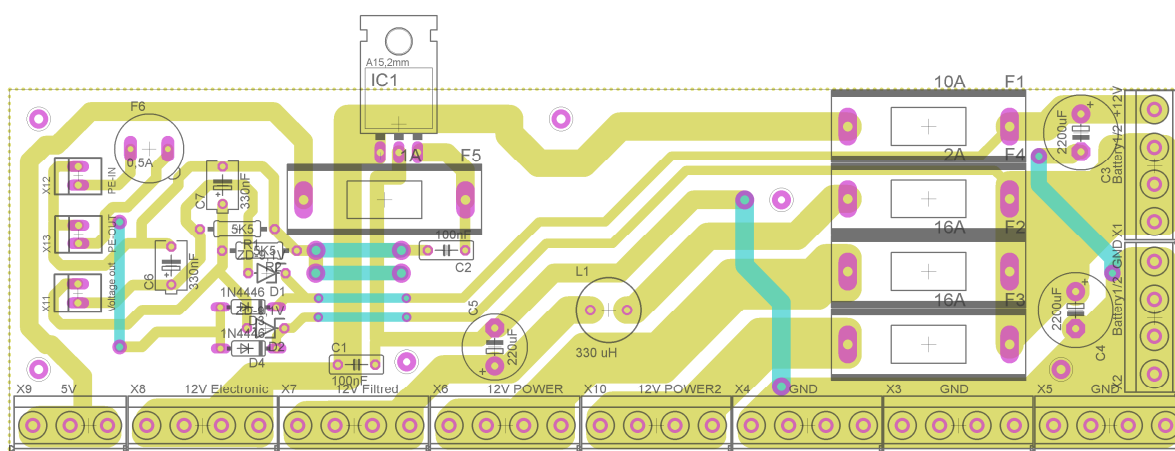 A15,2mm
IC1
10A F1
+12V
Battery1/2
2200uF
C3
X1
F6
0,5A
1A F5
2A F4
X12
PE-IN
C7
330nF
X13
PE-OUT
5K5
R1
5K5
R2
100nF
C2
F2
16A
GND
Battery1/2
X2
C6
330nF
X11
Voltage out
D1
1N4446
D3
1N4446
D2
D4
C5
220uF
L1
330 uH
16A F3
2200uF
C4
C1
100nF
X9 5V
X8 12V Electronic
X7 12V Filtred
X6 12V POWER
X10 12V POWER2
X4 GND
X3 GND
X5 GND